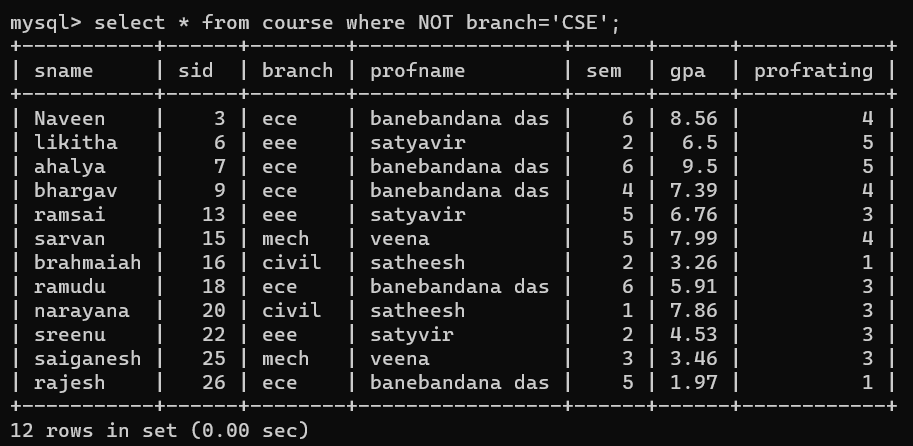 mysql> select * from course where NOT branch='CSE';
+-----------+------+--------+-----------------+------+------+------------+
| sname     | sid  | branch | profname        | sem  | gpa  | profrating |
+-----------+------+--------+-----------------+------+------+------------+
| Naveen    |    3 | ece    | banebandana das |    6 | 8.56 |          4 |
| likitha   |    6 | eee    | satyavir        |    2 |  6.5 |          5 |
| ahalya    |    7 | ece    | banebandana das |    6 |  9.5 |          5 |
| bhargav   |    9 | ece    | banebandana das |    4 | 7.39 |          4 |
| ramsai    |   13 | eee    | satyavir        |    5 | 6.76 |          3 |
| sarvan    |   15 | mech   | veena           |    5 | 7.99 |          4 |
| brahmaiah |   16 | civil  | satheesh        |    2 | 3.26 |          1 |
| ramudu    |   18 | ece    | banebandana das |    6 | 5.91 |          3 |
| narayana  |   20 | civil  | satheesh        |    1 | 7.86 |          3 |
| sreenu    |   22 | eee    | satyvir         |    2 | 4.53 |          3 |
| saiganesh |   25 | mech   | veena           |    3 | 3.46 |          3 |
| rajesh    |   26 | ece    | banebandana das |    5 | 1.97 |          1 |
+-----------+------+--------+-----------------+------+------+------------+
12 rows in set (0.00 sec)